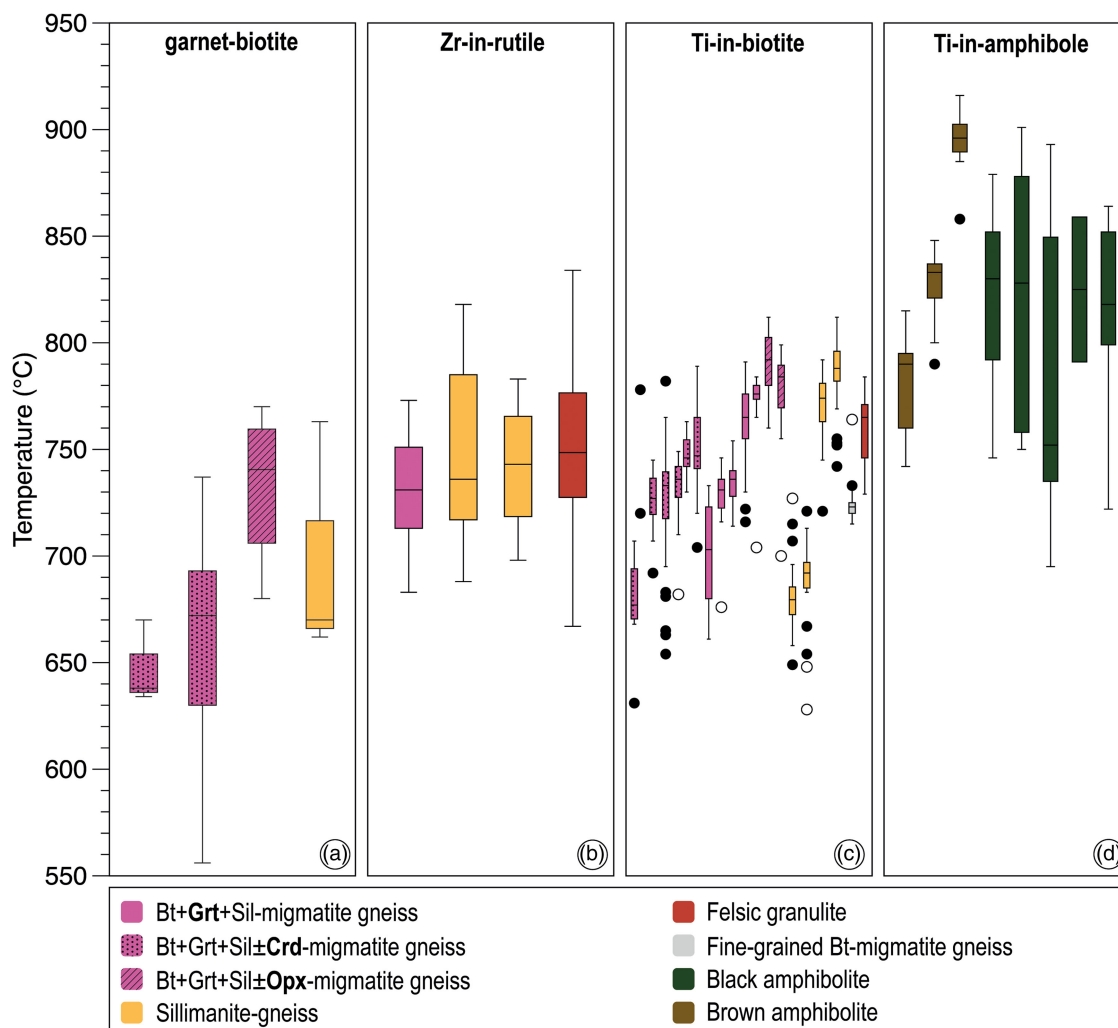 garnet-biotite
Zr-in-rutile
Ti-in-biotite
Ti-in-amphibole
Temperature (°C)
950
900
850
800
750
700
650
600
550
(a)
(b)
(c)
(d)
Bt+Grt+Sil-migmatite gneiss
Bt+Grt+Sil±Crd-migmatite gneiss
Bt+Grt+Sil±Opx-migmatite gneiss
Sillimanite-gneiss
Felsic granulite
Fine-grained Bt-migmatite gneiss
Black amphibolite
Brown amphibolite